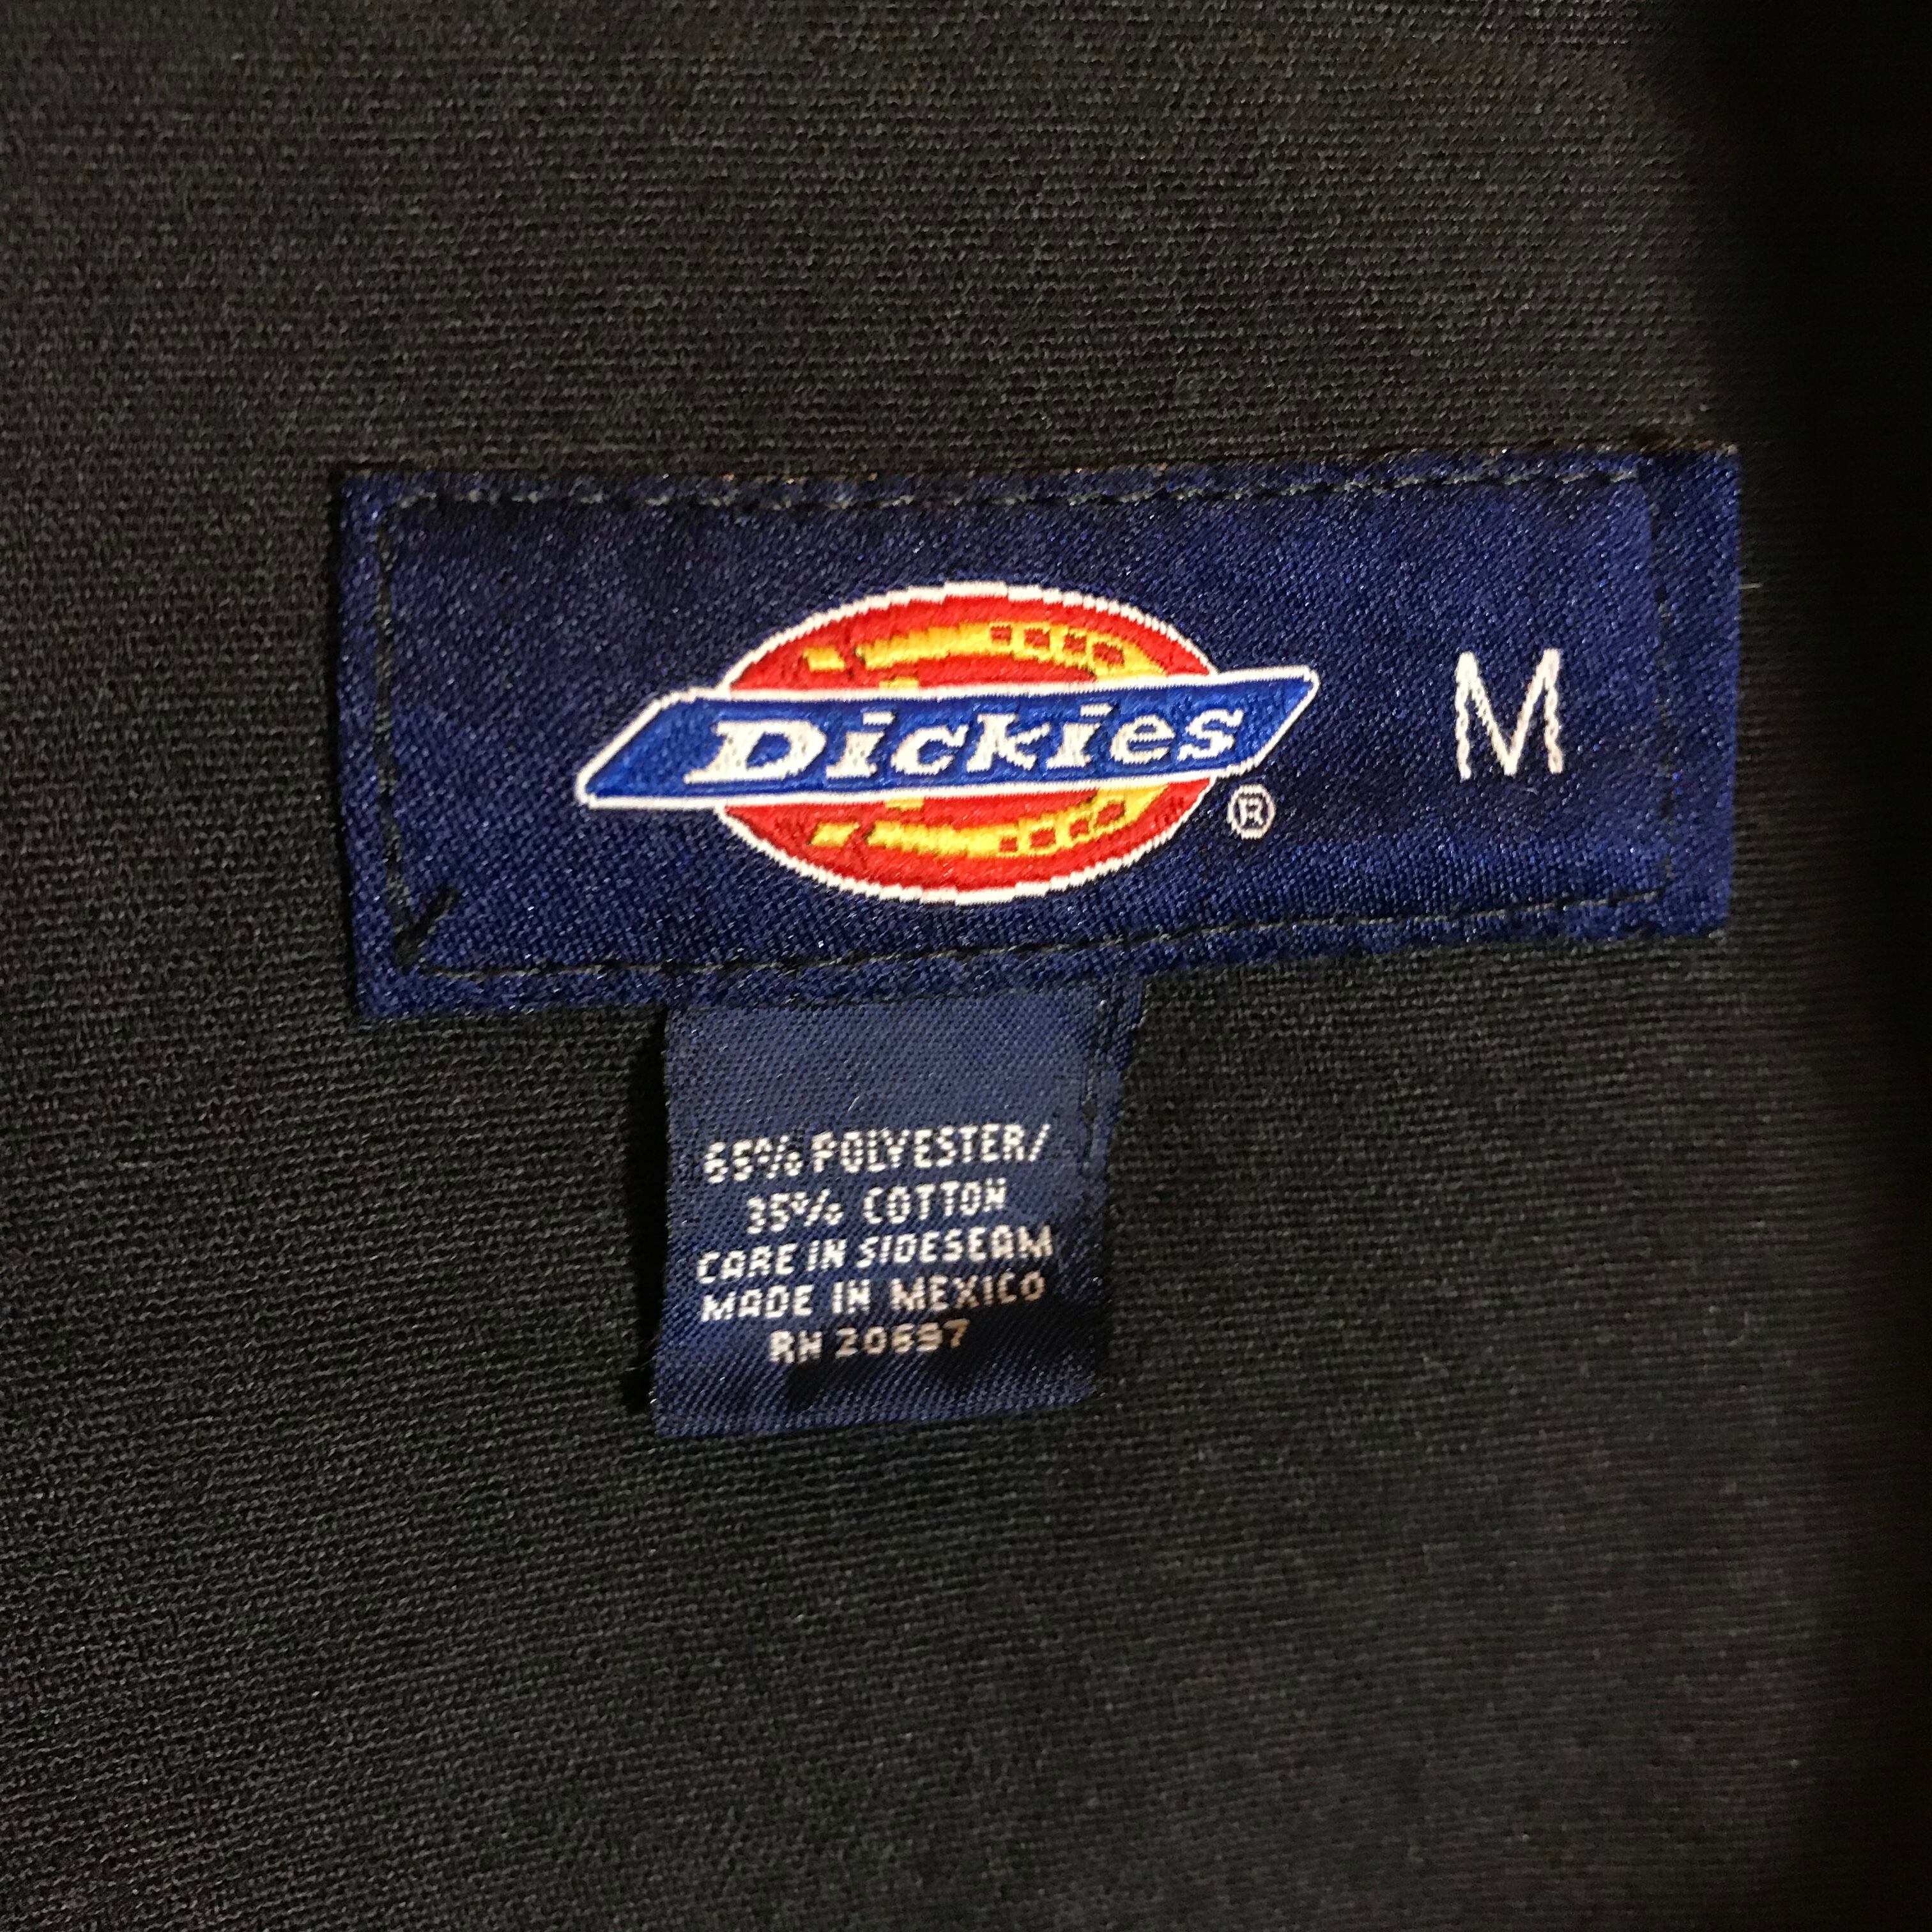 Dickies ® M
65% POLYESTER/
35% COTTON
CARE IN SIDESEAM
MADE IN MEXICO
RN 20697